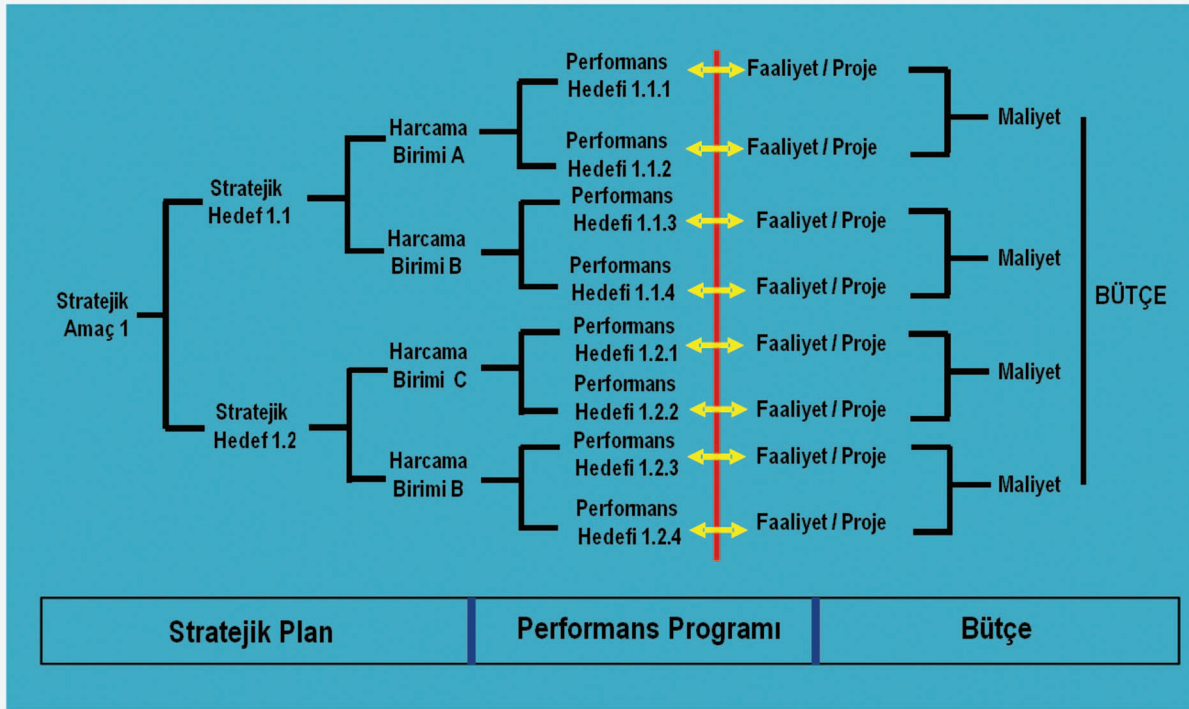 Stratejik
Amaç 1
Stratejik
Hedef 1.1
Stratejik
Hedef 1.2
Harcama
Birimi A
Harcama
Birimi B
Harcama
Birimi C
Harcama
Birimi B
Performans
Hedefi 1.1.1
Performans
Hedefi 1.1.2
Performans
Hedefi 1.1.3
Performans
Hedefi 1.1.4
Performans
Hedefi 1.2.1
Performans
Hedefi 1.2.2
Performans
Hedefi 1.2.3
Performans
Hedefi 1.2.4
Faaliyet / Proje
Faaliyet / Proje
Faaliyet / Proje
Faaliyet / Proje
Faaliyet / Proje
Faaliyet / Proje
Faaliyet / Proje
Faaliyet / Proje
Maliyet
Maliyet
Maliyet
Maliyet
BÜTÇE
Stratejik Plan
Performans Programı
Bütçe